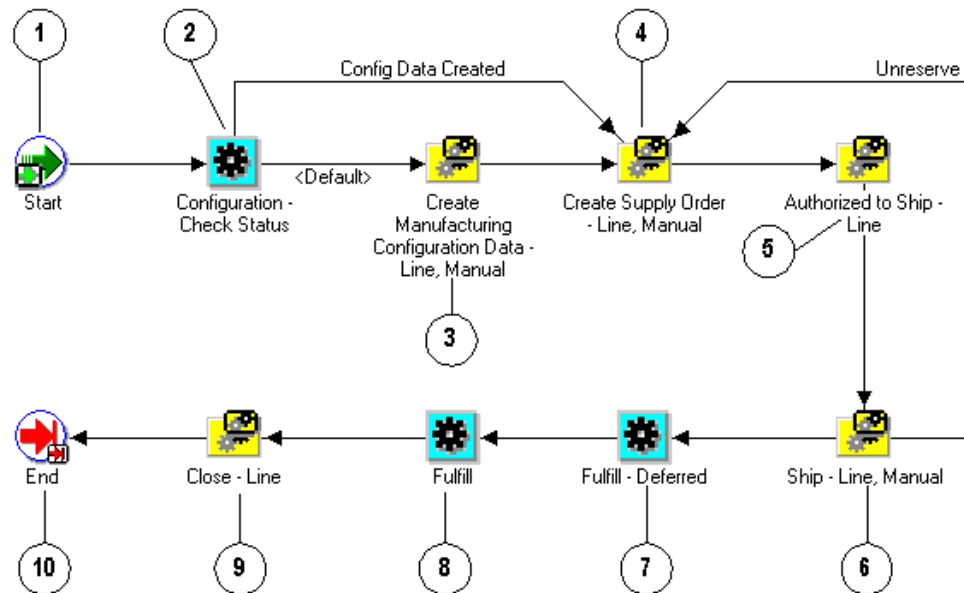 1
2
4
Config Data Created
Unreserve
<Default>
Start
Configuration -
Check Status
Create
Manufacturing
Configuration Data -
Line, Manual
Create Supply Order
- Line, Manual
Authorized to Ship -
Line
5
3
End
Close - Line
Fulfill
Fulfill - Deferred
Ship - Line, Manual
10
9
8
7
6